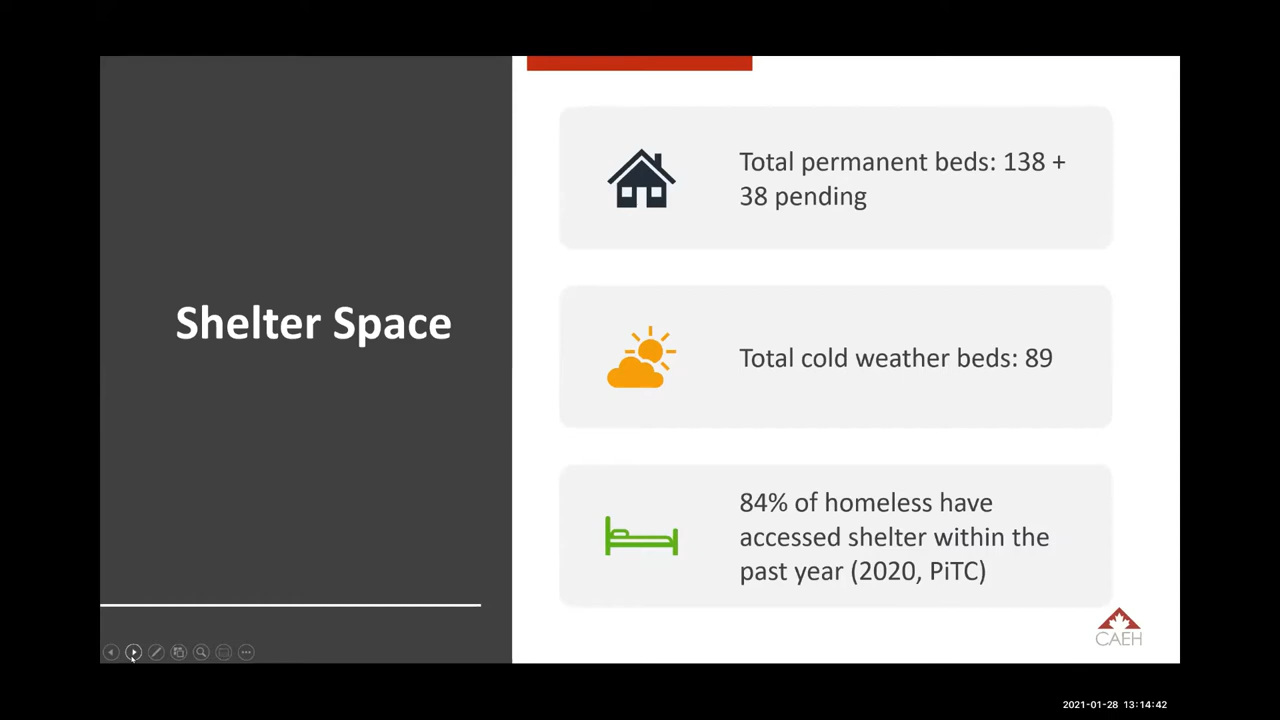 Shelter Space
Total permanent beds: 138 +
38 pending
Total cold weather beds: 89
84% of homeless have
accessed shelter within the
past year (2020, PiTC)
CAEH
2021-01-28 13:14:42